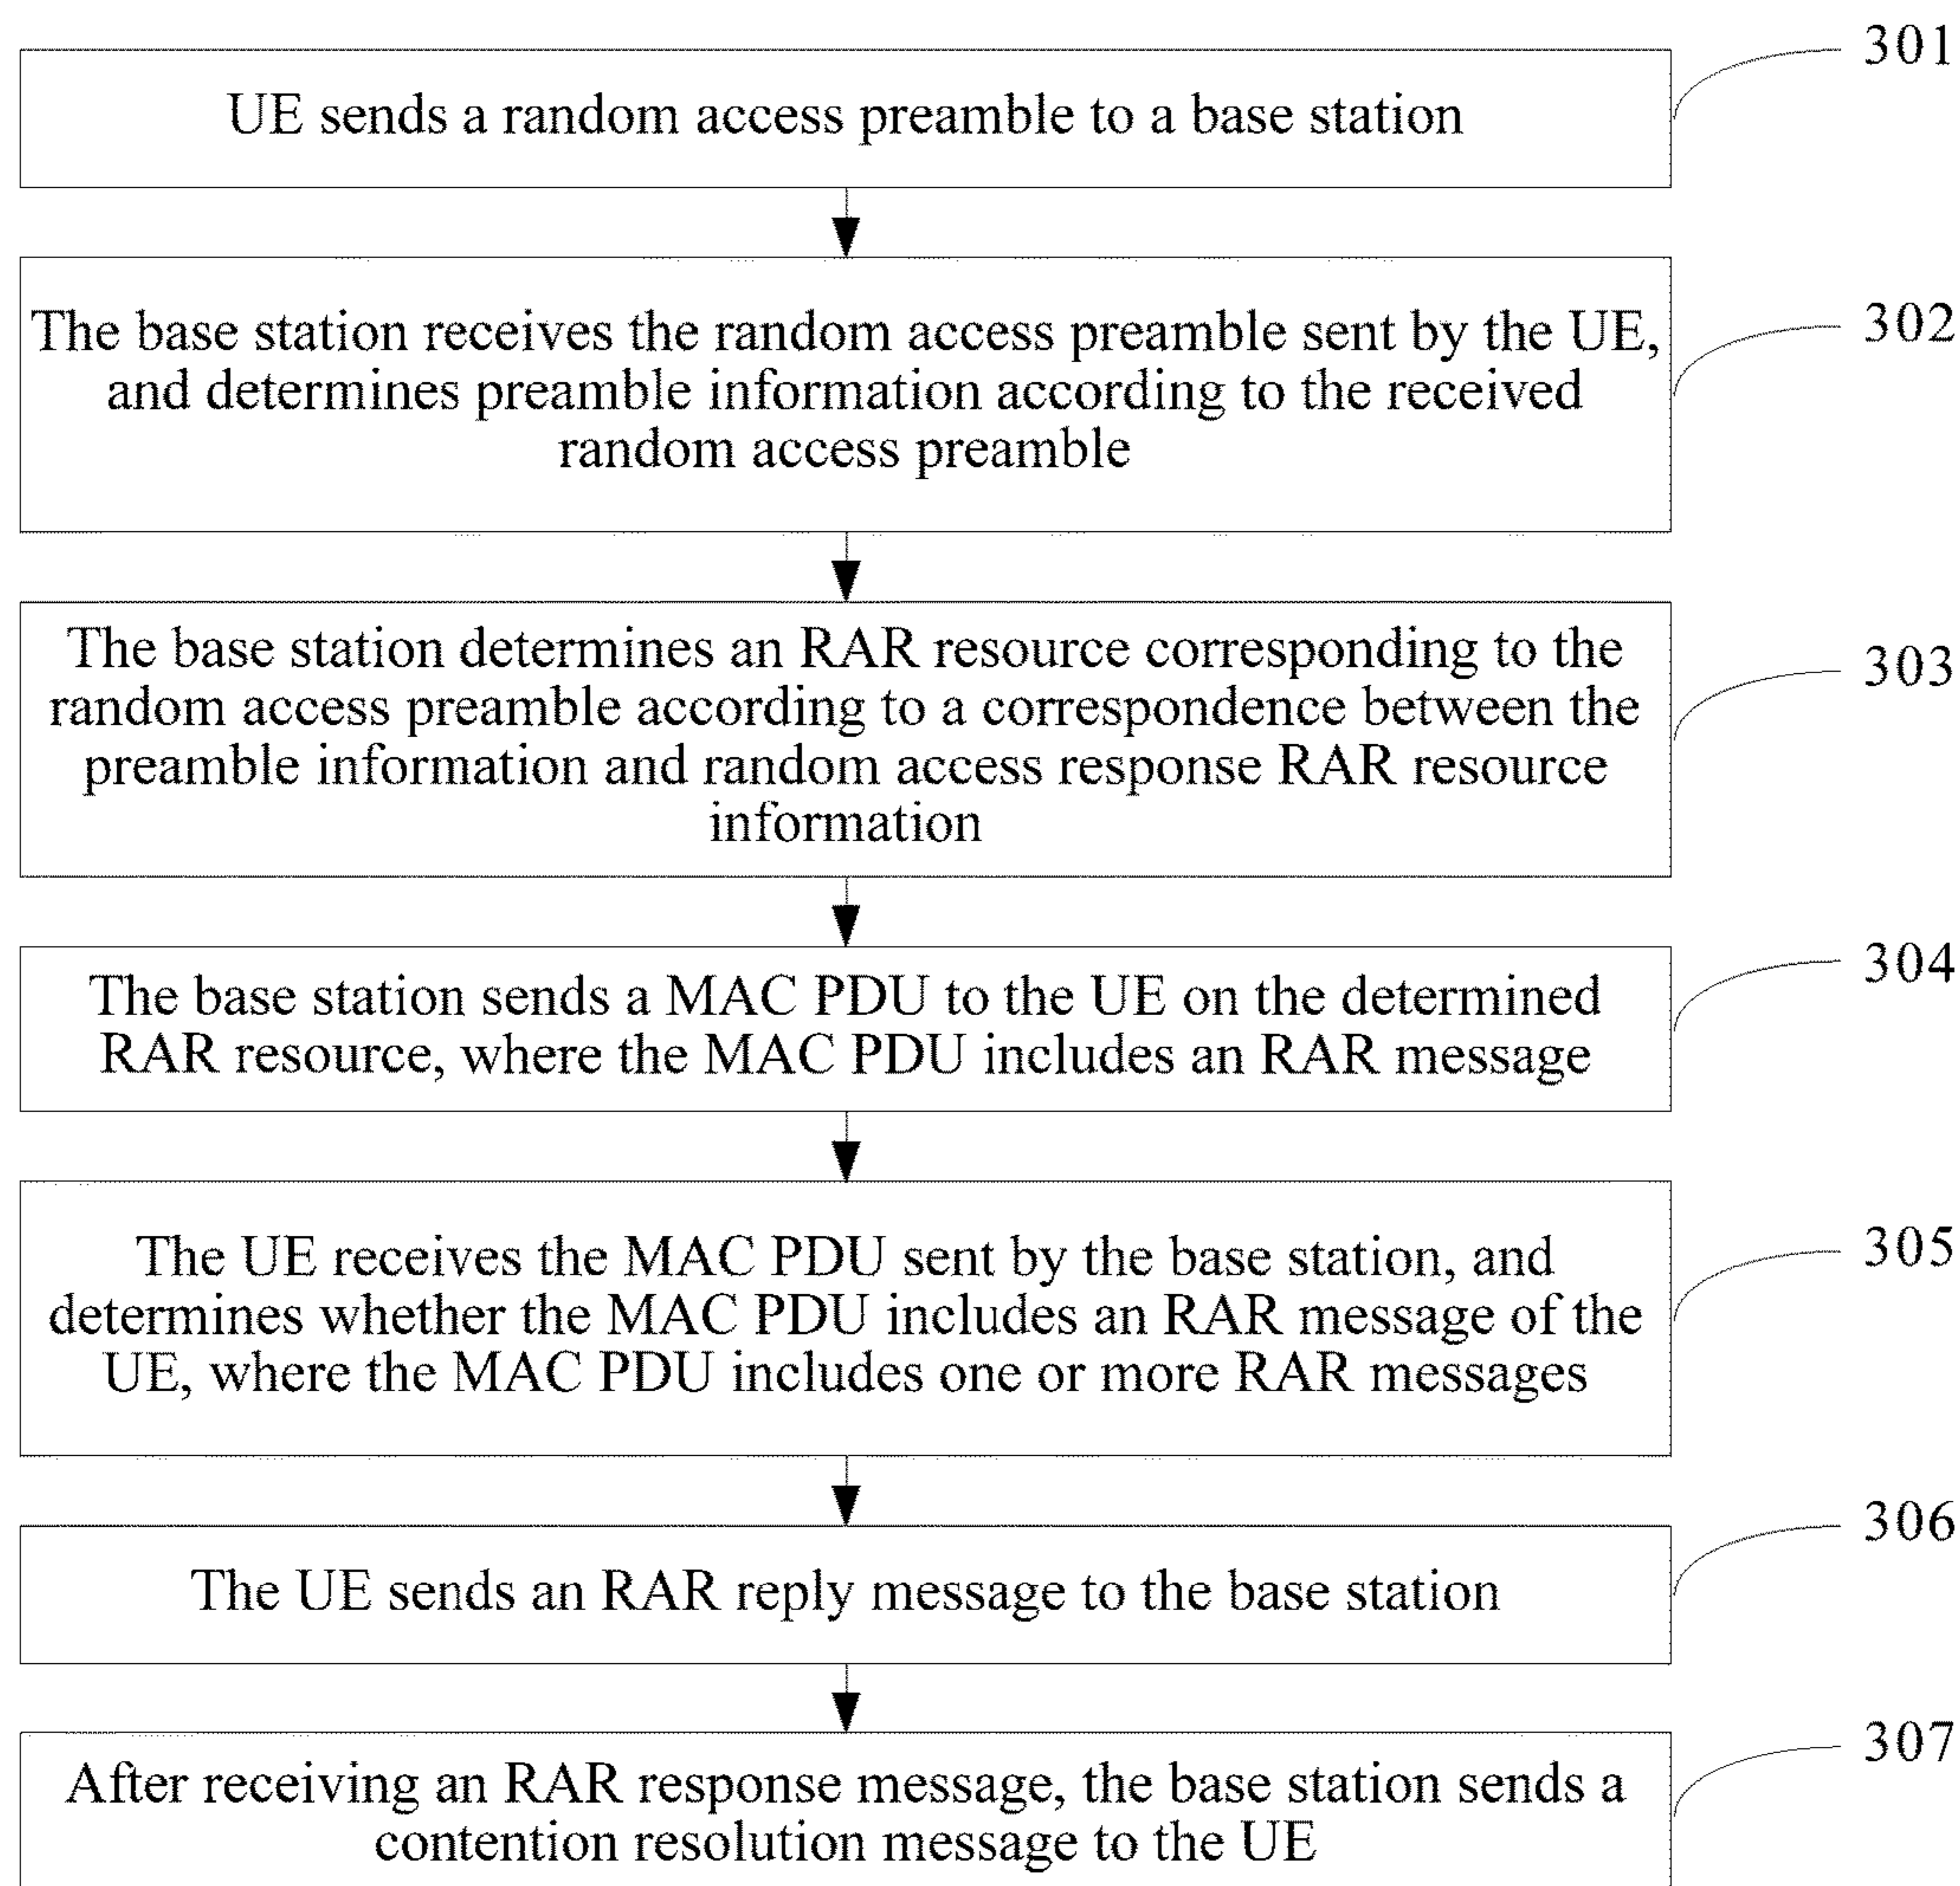 301
UE sends a random access preamble to a base station
302
The base station receives the random access preamble sent by the UE,
and determines preamble information according to the received
random access preamble
303
The base station determines an RAR resource corresponding to the
random access preamble according to a correspondence between the
preamble information and random access response RAR resource
information
304
The base station sends a MAC PDU to the UE on the determined
RAR resource, where the MAC PDU includes an RAR message
305
The UE receives the MAC PDU sent by the base station, and
determines whether the MAC PDU includes an RAR message of the
UE, where the MAC PDU includes one or more RAR messages
306
The UE sends an RAR reply message to the base station
307
After receiving an RAR response message, the base station sends a
contention resolution message to the UE